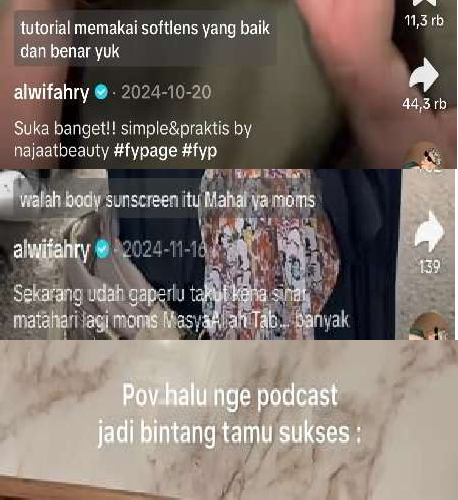 tutorial memakai softlens yang baik
dan benar yuk
11,3 rb
alwifahry · 2024-10-20
44,3 rb
Suka banget!! simple&praktis by
najaatbeauty #fypage #fyp
walah body sunscreen itu Mahal ya moms
alwifahry · 2024-11-16
139
Sekarang udah gaperlu takut kena sinar
matahari lagi moms MasyaAllah Tab... banyak
Pov halu nge podcast
jadi bintang tamu sukses :